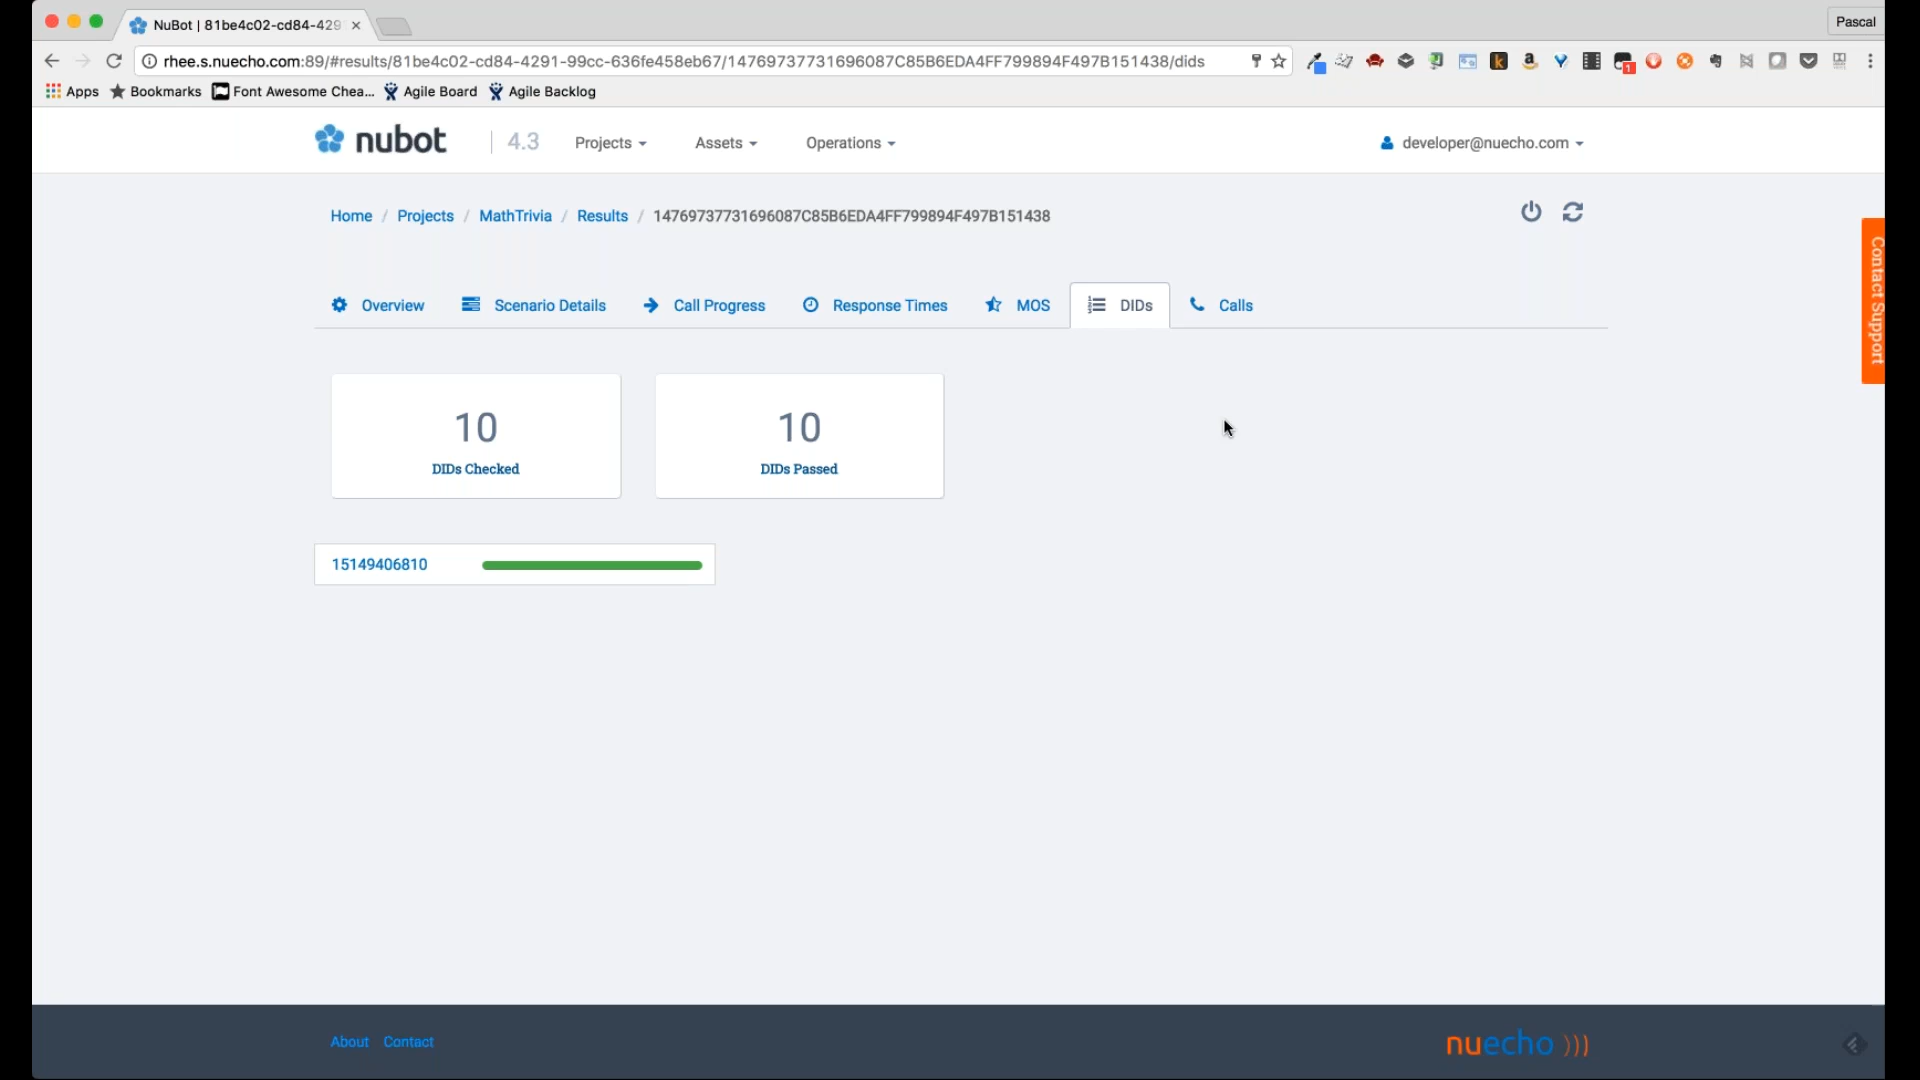 NuBot | 81be4c02-cd84-429
Pascal
rhee.s.nuecho.com:89/#results/81be4c02-cd84-4291-99cc-636fe458eb67/14769737731696087C85B6EDA4FF799894F497B151438/dids
Apps Bookmarks Font Awesome Chea... Agile Board Agile Backlog
nubot | 4.3 Projects Assets Operations developer@nuecho.com
Home / Projects / MathTrivia / Results / 14769737731696087C85B6EDA4FF799894F497B151438
Contact Support
Overview Scenario Details Call Progress Response Times MOS DIDs Calls
10 10
DIDs Checked DIDs Passed
15149406810
About Contact nuecho )))